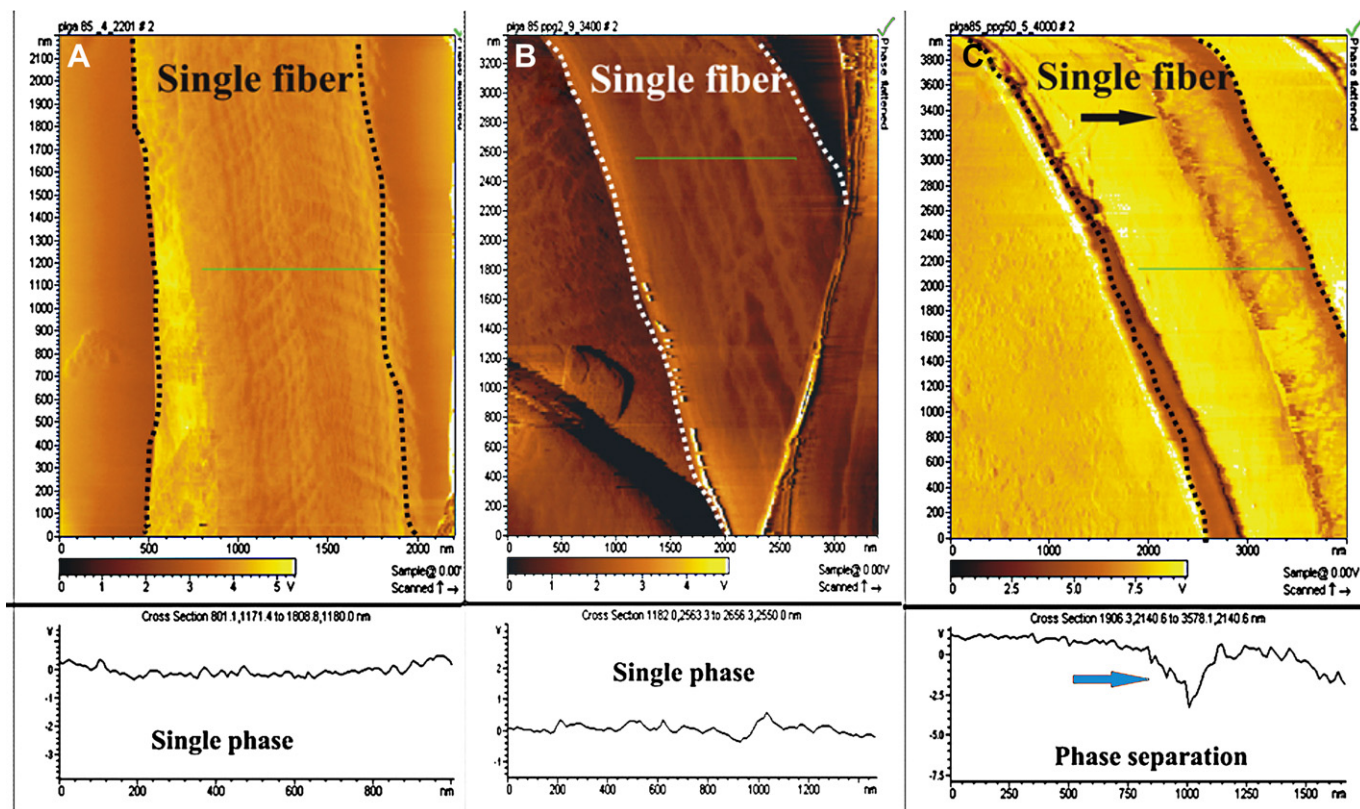 plga 85 _4_2201 # 2
nm
A
Single fiber
Phase flattened
2100
2000
1900
1800
1700
1600
1500
1400
1300
1200
1100
1000
900
800
700
600
500
400
300
200
100
0
0 500 1000 1500 2000 nm
0 1 2 3 4 5 V
Sample@ 0.00V
Scanned ↑ →
plga 85 ppg2_9_3400 # 2
nm
B
Single fiber
Phase flattened
3200
3000
2800
2600
2400
2200
2000
1800
1600
1400
1200
1000
800
600
400
200
0
500 1000 1500 2000 2500 3000 nm
0 1 2 3 4 V
Sample@ 0.00V
Scanned ↑ →
plga85_ppg50_5_4000 # 2
nm
C
Single fiber
Phase flattened
3800
3600
3400
3200
3000
2800
2600
2400
2200
2000
1800
1600
1400
1200
1000
800
600
400
200
0
0 1000 2000 3000 nm
0 2.5 5.0 7.5 V
Sample@ 0.00V
Scanned ↑ →
Cross Section 801.1,1171.4 to 1808.8,1180.0 nm
V
0
-1
-2
-3
Single phase
0 200 400 600 800 nm
Cross Section 1182.0,2563.3 to 2656.3,2550.0 nm
V
1
0
-1
Single phase
0 200 400 600 800 1000 1200 nm
Cross Section 1906.3,2140.6 to 3578.1,2140.6 nm
V
0
-2.5
-5.0
-7.5
Phase separation
0 250 500 750 1000 1250 1500 nm